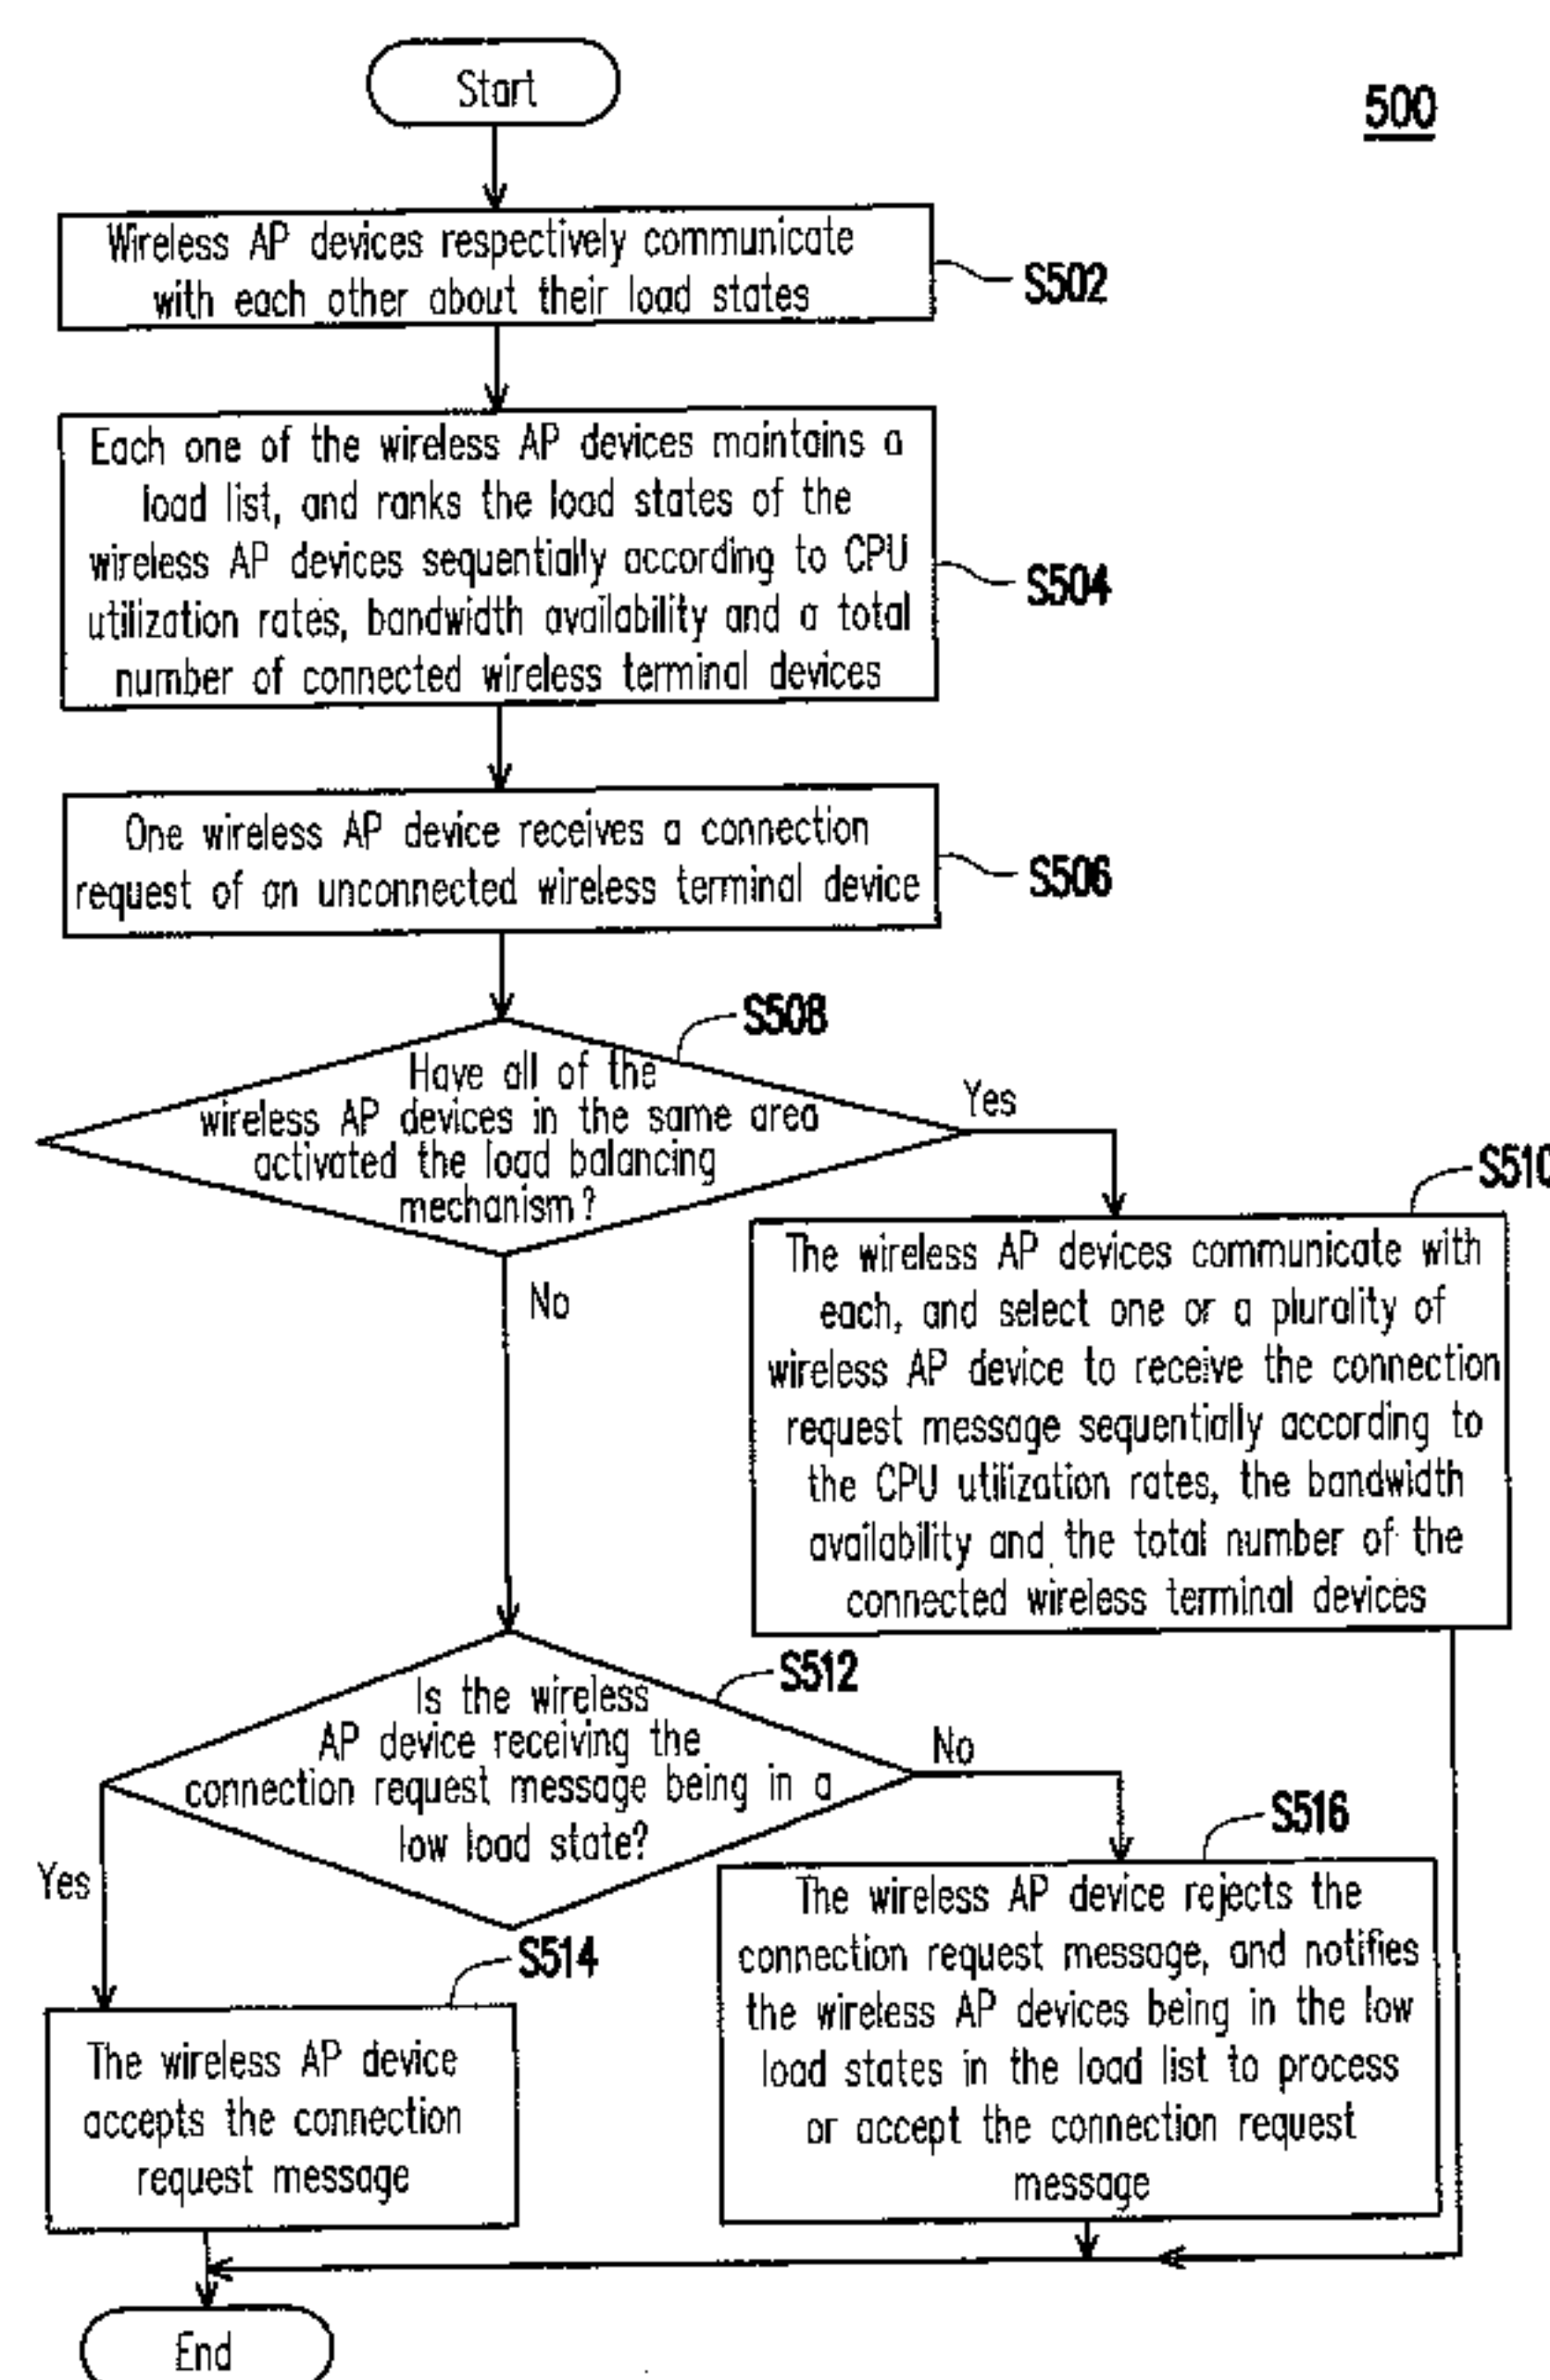 Start
500
Wireless AP devices respectively communicate
with each other about their load states
S502
Each one of the wireless AP devices maintains a
load list, and ranks the load states of the
wireless AP devices sequentially according to CPU
utilization rates, bandwidth availability and a total
number of connected wireless terminal devices
S504
One wireless AP device receives a connection
request of an unconnected wireless terminal device
S506
S508
Have all of the
wireless AP devices in the same area
activated the load balancing
mechanism?
Yes
No
S510
The wireless AP devices communicate with
each, and select one or a plurality of
wireless AP device to receive the connection
request message sequentially according to
the CPU utilization rates, the bandwidth
availability and the total number of the
connected wireless terminal devices
S512
Is the wireless
AP device receiving the
connection request message being in a
low load state?
No
Yes
S516
The wireless AP device rejects the
connection request message, and notifies
the wireless AP devices being in the low
load states in the load list to process
or accept the connection request
message
S514
The wireless AP device
accepts the connection
request message
End